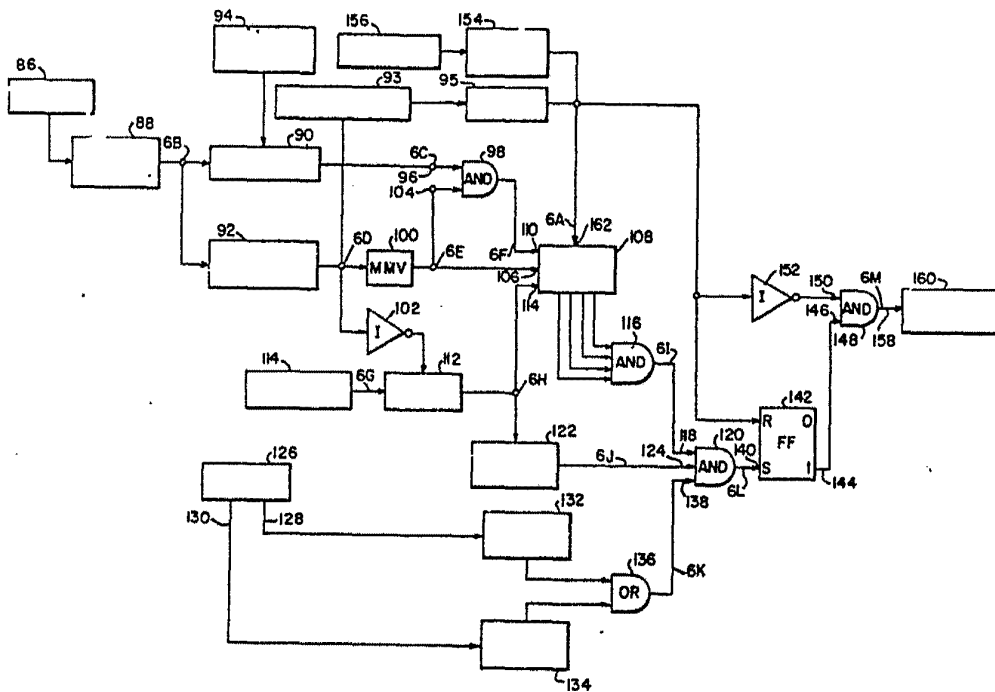 94 156 154
86 93 95
88 6B 90 6C 98
96 AND
104
92 6D 100 6E 6F 6A 162 108
110
MMV 106
114
102 152 150 6M 160
I I AND
146 148 158
116 6I
AND
114 6G 112 6H
142
118 120 R O
122 6J 124 AND 140 FF
138 6L S I 144
126
130 128 132
136 6K
OR
134